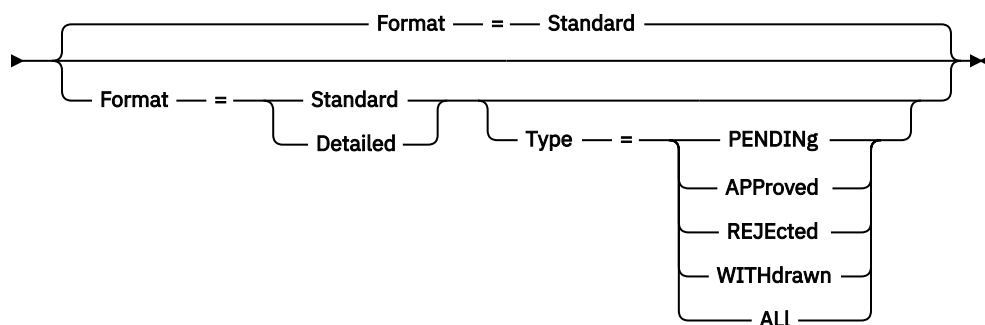 Format = Standard
Format = Standard
Detailed
Type = PENDINg
APProved
REJEcted
WITHdrawn
ALl